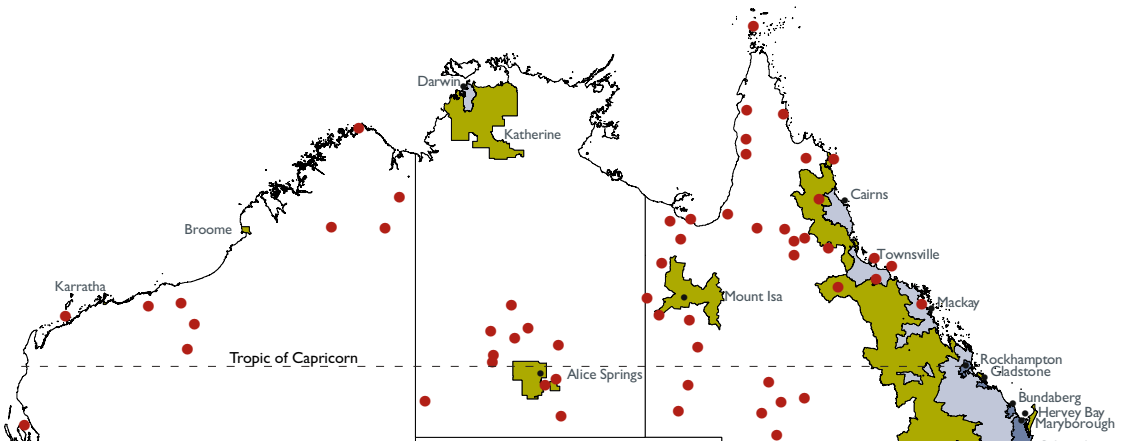 Darwin
Katherine
Cairns
Broome
Townsville
Karratha
Mount Isa
Mackay
Tropic of Capricorn
Rockhampton
Alice Springs
Gladstone
Bundaberg
Hervey Bay
Maryborough